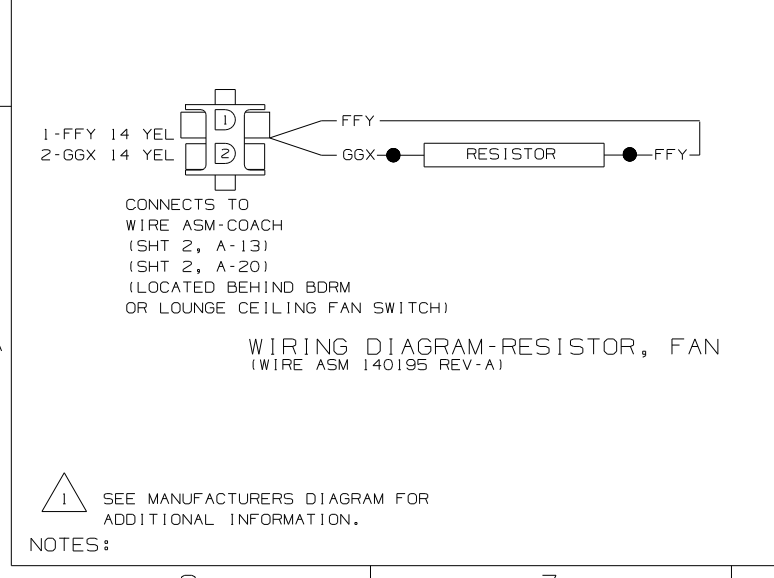 FFY
1-FFY 14 YEL
1
2-GGX 14 YEL
2
GGX
RESISTOR
FFY
CONNECTS TO
WIRE ASM-COACH
(SHT 2, A-13)
(SHT 2, A-20)
(LOCATED BEHIND BDRM
OR LOUNGE CEILING FAN SWITCH)
WIRING DIAGRAM-RESISTOR, FAN
(WIRE ASM 140195 REV-A)
1
SEE MANUFACTURERS DIAGRAM FOR
ADDITIONAL INFORMATION.
NOTES: